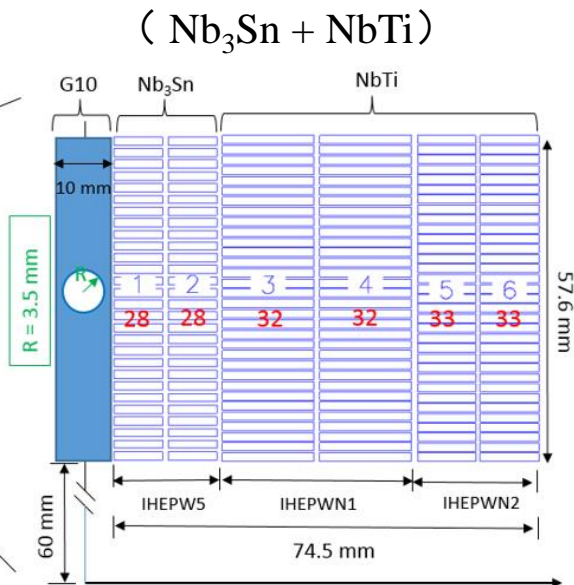 （ Nb₃Sn + NbTi）
G10
Nb₃Sn
NbTi
10 mm
R
R = 3.5 mm
1 2 3 4 5 6
28 28 32 32 33 33
57.6 mm
IHEPW5
IHEPWN1
IHEPWN2
60 mm
74.5 mm